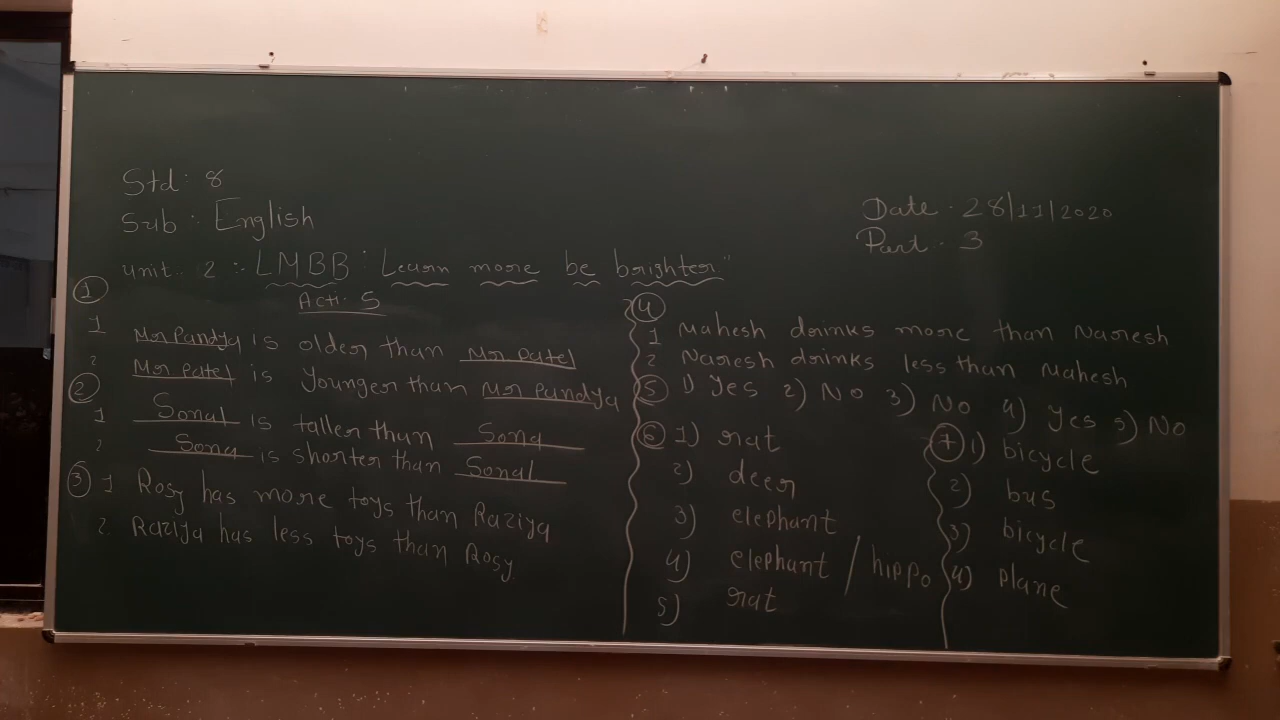 Std: 8
Sub: English
Date. 28/11/2020
Part. 3
Unit. 2 :- LMBB: Learn more be brighter."
Acti. 5
①
1 Mr Pandya is older than Mr Patel
2 Mr Patel is Younger than Mr Pandya
②
1 Sonal is taller than Sona
2 Sona is shorter than Sonal
③ 1 Rosy has more toys than Raziya
2. Raziya has less toys than Rosy
④
1 Mahesh drinks more than Naresh
2 Naresh drinks less than Mahesh
⑤ 1) Yes 2) No 3) No 4) Yes 5) No
⑥ 1) rat
2) deer
3) elephant
4) elephant / hippo
5) rat
⑦ 1) bicycle
2) bus
3) bicycle
4) plane